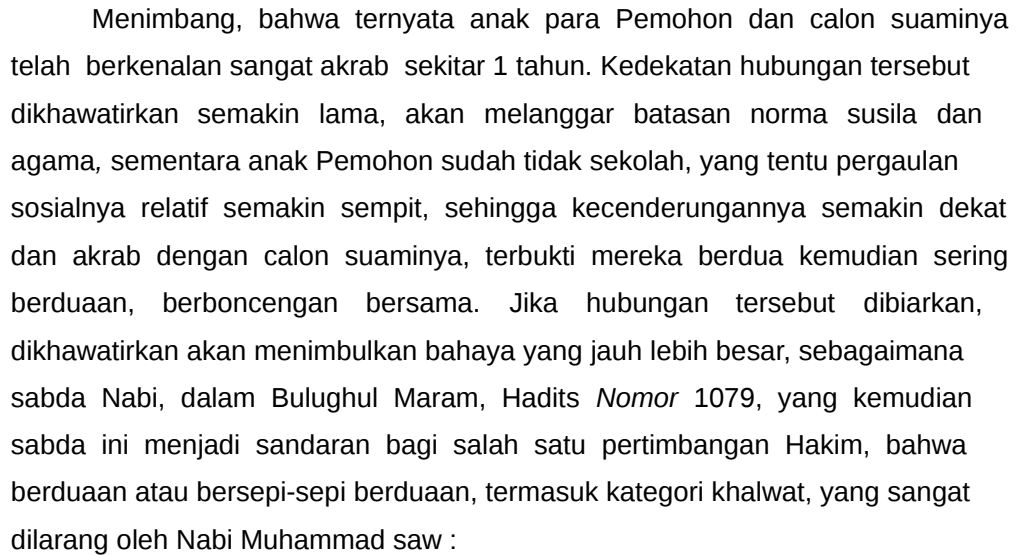 Menimbang, bahwa ternyata anak para Pemohon dan calon suaminya
telah berkenalan sangat akrab sekitar 1 tahun. Kedekatan hubungan tersebut
dikhawatirkan semakin lama, akan melanggar batasan norma susila dan
agama, sementara anak Pemohon sudah tidak sekolah, yang tentu pergaulan
sosialnya relatif semakin sempit, sehingga kecenderungannya semakin dekat
dan akrab dengan calon suaminya, terbukti mereka berdua kemudian sering
berduaan, berboncengan bersama. Jika hubungan tersebut dibiarkan,
dikhawatirkan akan menimbulkan bahaya yang jauh lebih besar, sebagaimana
sabda Nabi, dalam Bulughul Maram, Hadits Nomor 1079, yang kemudian
sabda ini menjadi sandaran bagi salah satu pertimbangan Hakim, bahwa
berduaan atau bersepi-sepi berduaan, termasuk kategori khalwat, yang sangat
dilarang oleh Nabi Muhammad saw :